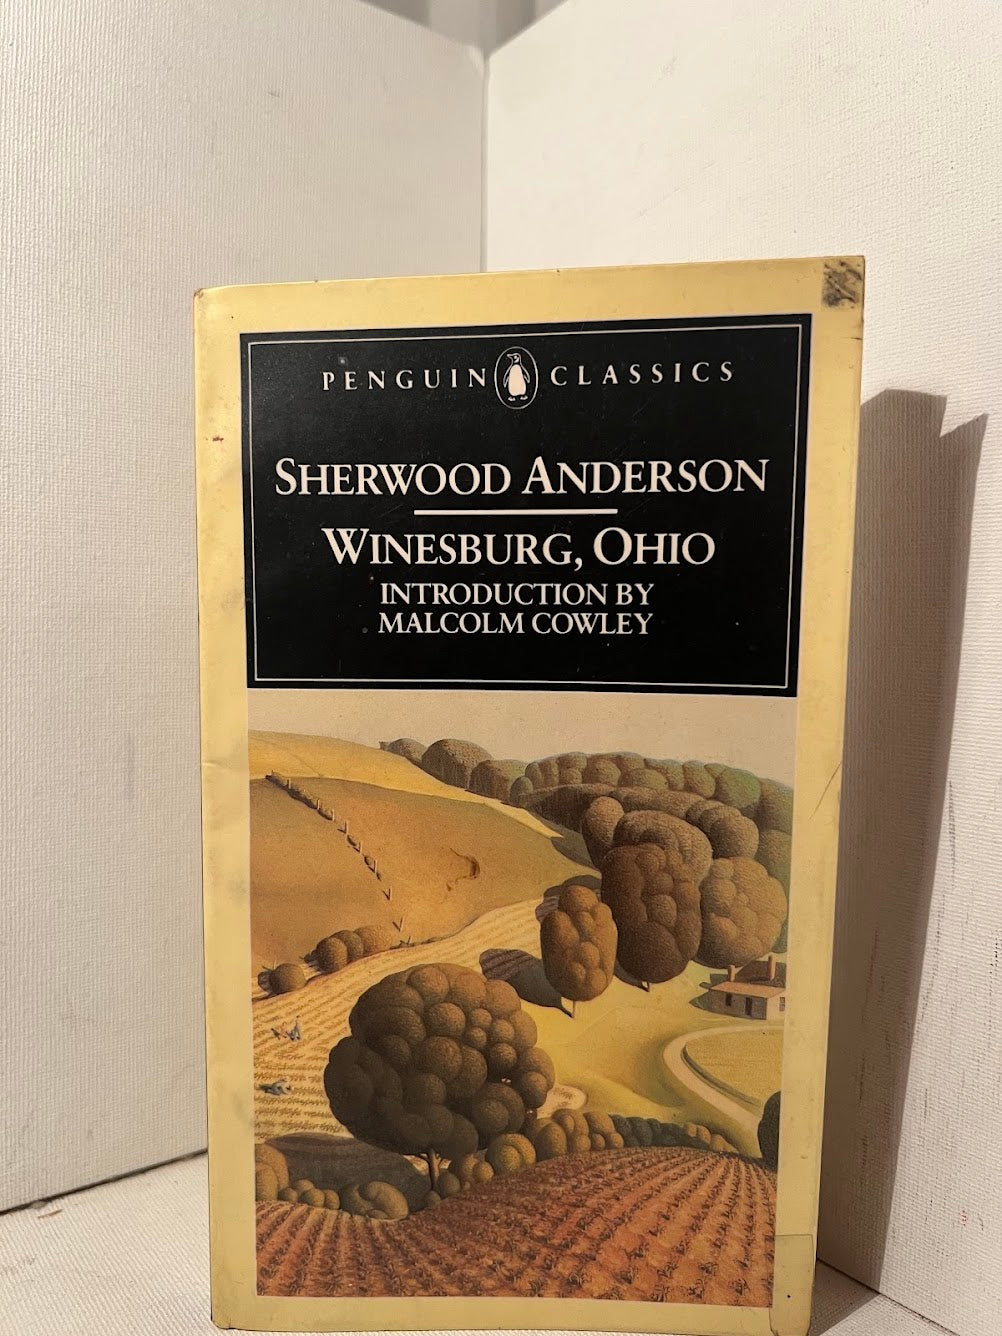 PENGUIN CLASSICS
SHERWOOD ANDERSON
WINESBURG, OHIO
INTRODUCTION BY
MALCOLM COWLEY